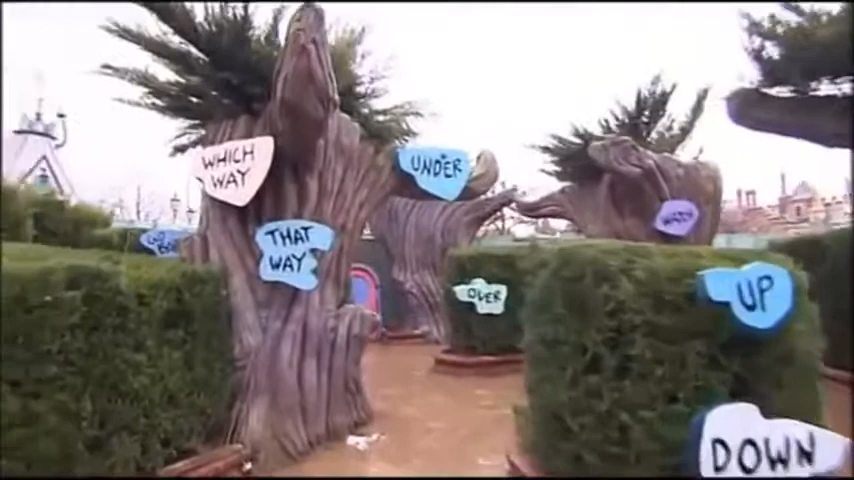 WHICH
WAY
UNDER
THAT
WAY
OVER
UP
DOWN